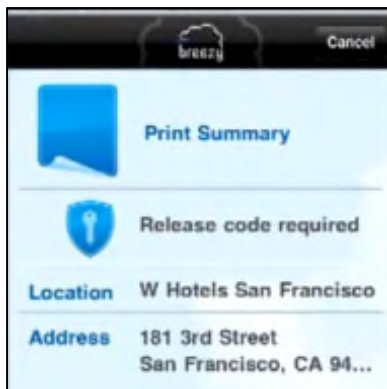 breezy
Cancel
Print Summary
Release code required
Location W Hotels San Francisco
Address 181 3rd Street
San Francisco, CA 94...